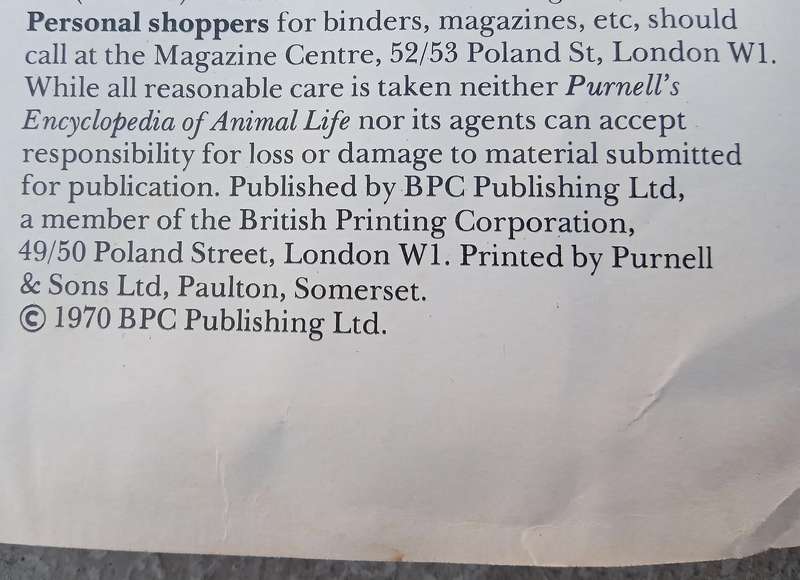 Personal shoppers for binders, magazines, etc, should
call at the Magazine Centre, 52/53 Poland St, London W1.
While all reasonable care is taken neither Purnell's
Encyclopedia of Animal Life nor its agents can accept
responsibility for loss or damage to material submitted
for publication. Published by BPC Publishing Ltd,
a member of the British Printing Corporation,
49/50 Poland Street, London W1. Printed by Purnell
& Sons Ltd, Paulton, Somerset.
© 1970 BPC Publishing Ltd.